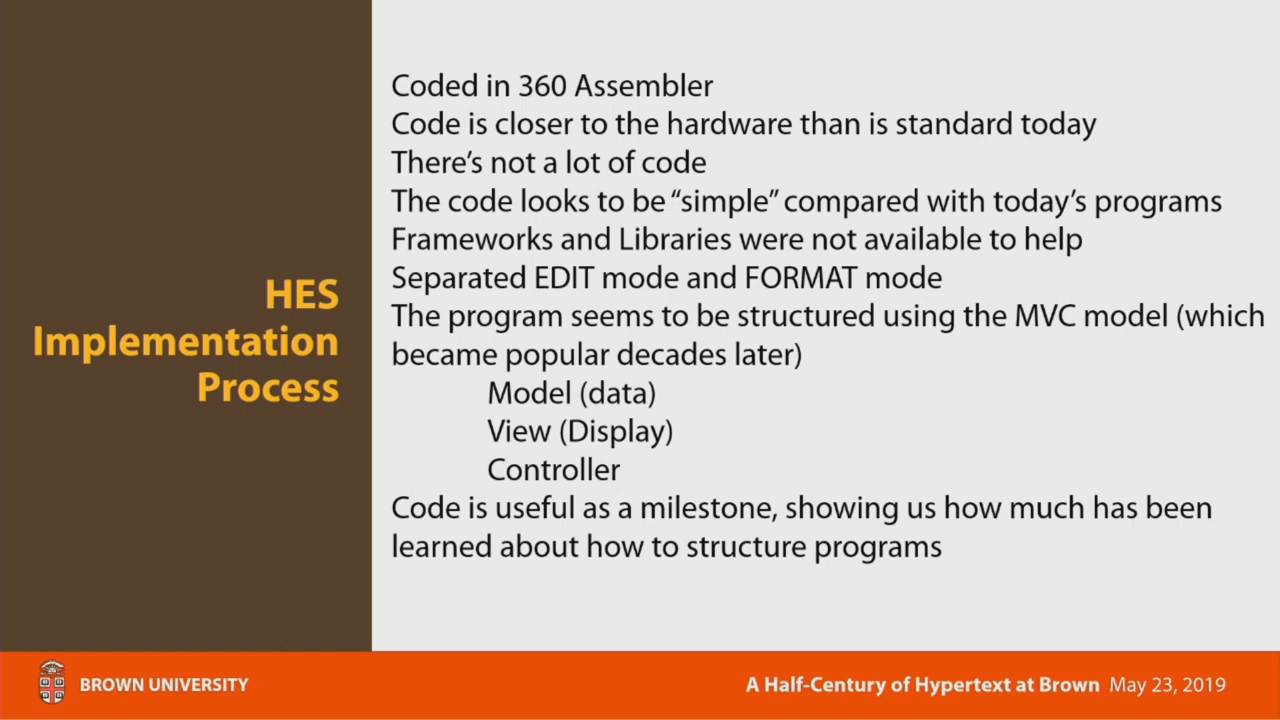 HES
Implementation
Process
Coded in 360 Assembler
Code is closer to the hardware than is standard today
There’s not a lot of code
The code looks to be “simple” compared with today’s programs
Frameworks and Libraries were not available to help
Separated EDIT mode and FORMAT mode
The program seems to be structured using the MVC model (which
became popular decades later)
Model (data)
View (Display)
Controller
Code is useful as a milestone, showing us how much has been
learned about how to structure programs
BROWN UNIVERSITY
A Half-Century of Hypertext at Brown May 23, 2019